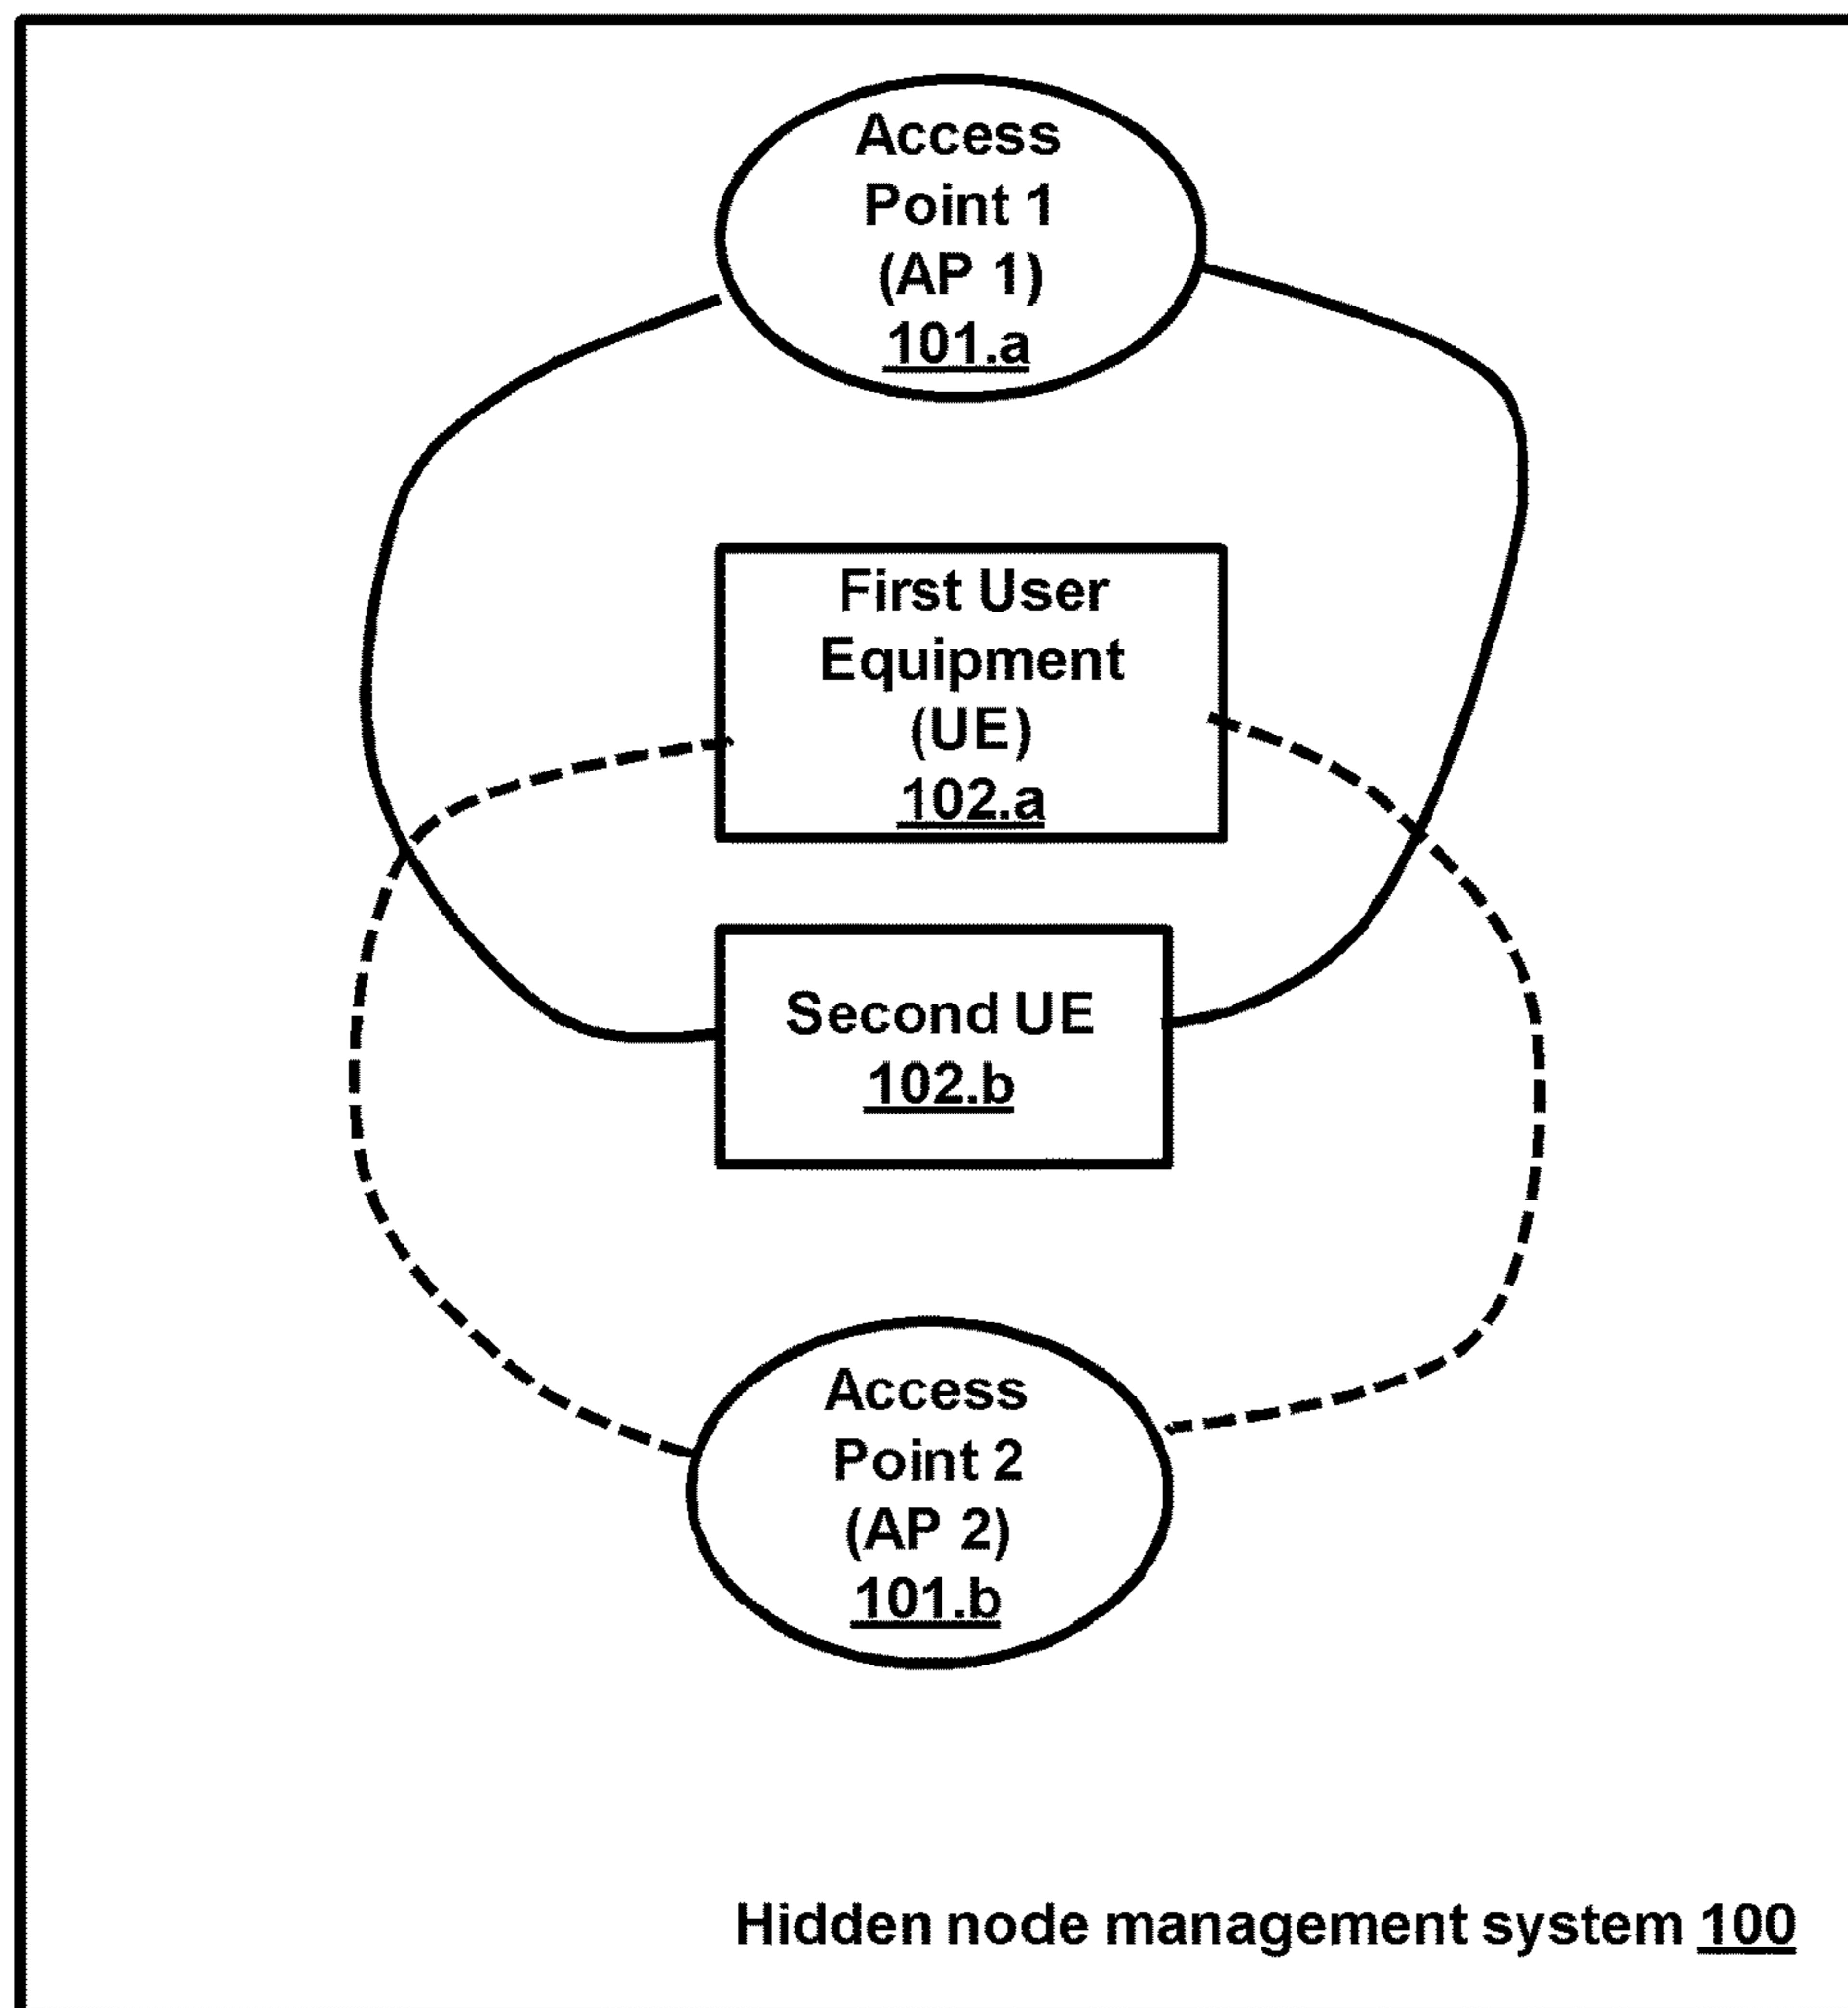 Access
Point 1
(AP 1)
101.a
First User
Equipment
(UE)
102.a
Second UE
102.b
Access
Point 2
(AP 2)
101.b
Hidden node management system 100